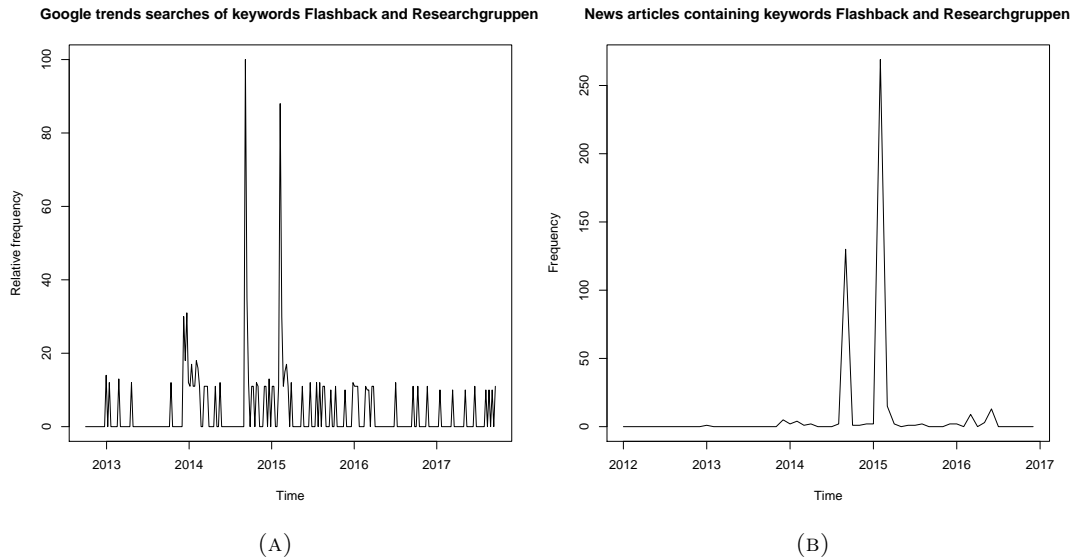 Google trends searches of keywords Flashback and Researchgruppen
Relative frequency
100
80
60
40
20
0
2013 2014 2015 2016 2017
Time
(A)
News articles containing keywords Flashback and Researchgruppen
Frequency
250
200
150
100
50
0
2012 2013 2014 2015 2016 2017
Time
(B)